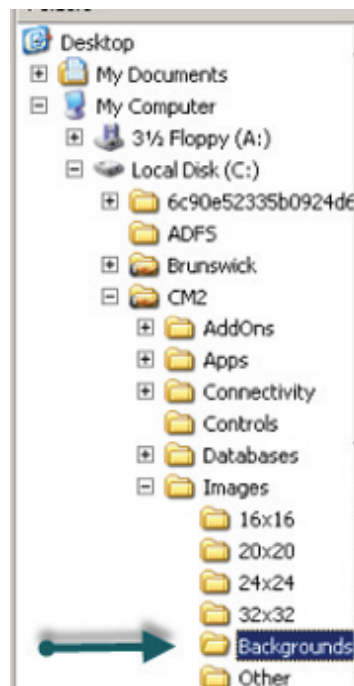 Desktop
My Documents
My Computer
3½ Floppy (A:)
Local Disk (C:)
6c90e52335b0924d6
ADFS
Brunswick
CM2
AddOns
Apps
Connectivity
Controls
Databases
Images
16x16
20x20
24x24
32x32
Backgrounds
Other